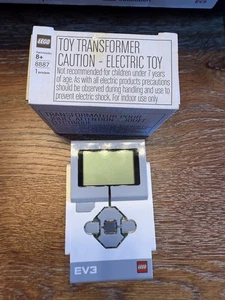 EV3
LEGO
8+
8887
TOY TRANSFORMER
CAUTION - ELECTRIC TOY
Not recommended for children under 7 years
of age. As with all electric products precautions
should be observed during handling and use to
prevent electric shock. For indoor use only.
EV3
LEGO